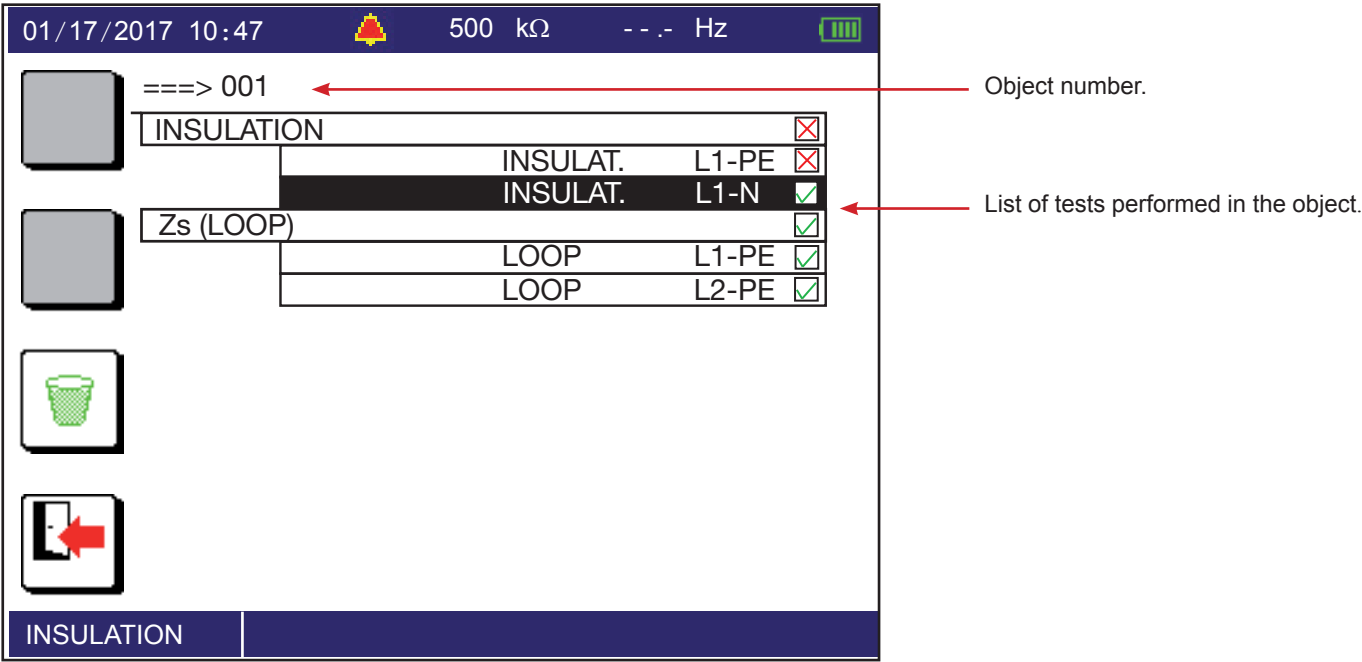 01/17/2017 10:47 500 kΩ - - .- Hz
===> 001
Object number.
INSULATION
INSULAT. L1-PE
INSULAT. L1-N
List of tests performed in the object.
Zs (LOOP)
LOOP L1-PE
LOOP L2-PE
INSULATION